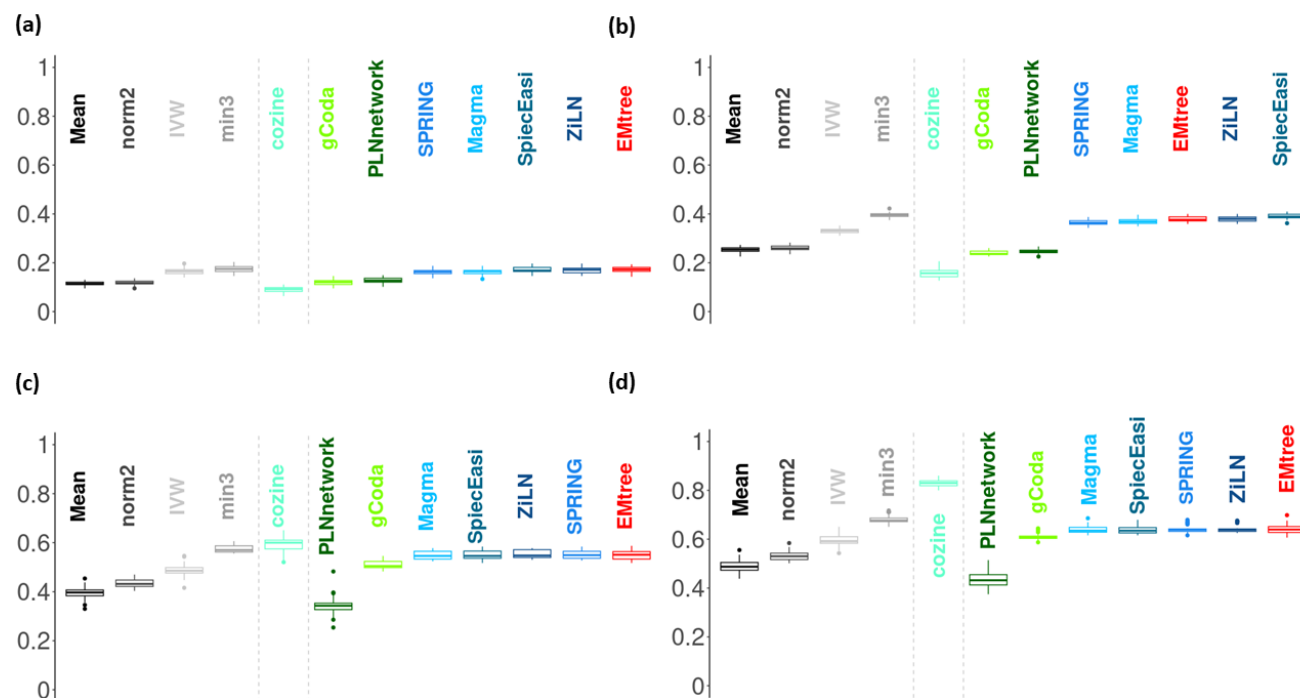 (a)
1
0.8
0.6
0.4
0.2
0
Mean
norm2
IVW
min3
cozine
gCoda
PLNnetwork
SPRING
Magma
SpiecEasi
ZiLN
EMtree
(b)
1
0.8
0.6
0.4
0.2
0
Mean
norm2
IVW
min3
cozine
gCoda
PLNnetwork
SPRING
Magma
EMtree
ZiLN
SpiecEasi
(c)
1
0.8
0.6
0.4
0.2
0
Mean
norm2
IVW
min3
cozine
PLNnetwork
gCoda
Magma
SpiecEasi
ZiLN
SPRING
EMtree
(d)
1
0.8
0.6
0.4
0.2
0
Mean
norm2
IVW
min3
cozine
PLNnetwork
gCoda
Magma
SpiecEasi
SPRING
ZiLN
EMtree